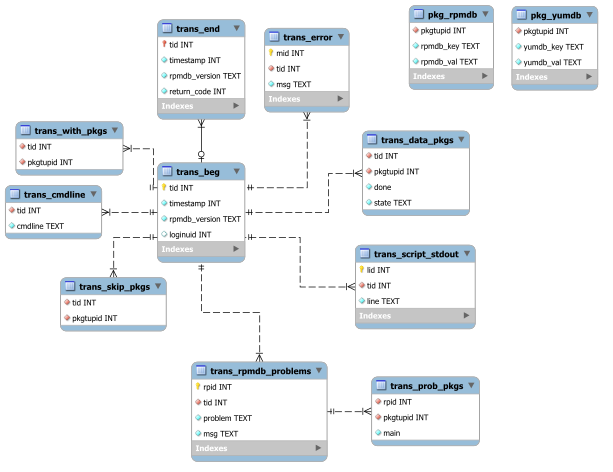 trans_end
tid INT
timestamp INT
rpmdb_version TEXT
return_code INT
Indexes
trans_error
mid INT
tid INT
msg TEXT
Indexes
pkg_rpmdb
pkgtupid INT
rpmdb_key TEXT
rpmdb_val TEXT
Indexes
pkg_yumdb
pkgtupid INT
yumdb_key TEXT
yumdb_val TEXT
Indexes
trans_with_pkgs
tid INT
pkgtupid INT
trans_beg
tid INT
timestamp INT
rpmdb_version TEXT
loginuid INT
Indexes
trans_data_pkgs
tid INT
pkgtupid INT
done
state TEXT
trans_cmdline
tid INT
cmdline TEXT
trans_script_stdout
lid INT
tid INT
line TEXT
Indexes
trans_skip_pkgs
tid INT
pkgtupid INT
trans_rpmdb_problems
rpid INT
tid INT
problem TEXT
msg TEXT
Indexes
trans_prob_pkgs
rpid INT
pkgtupid INT
main